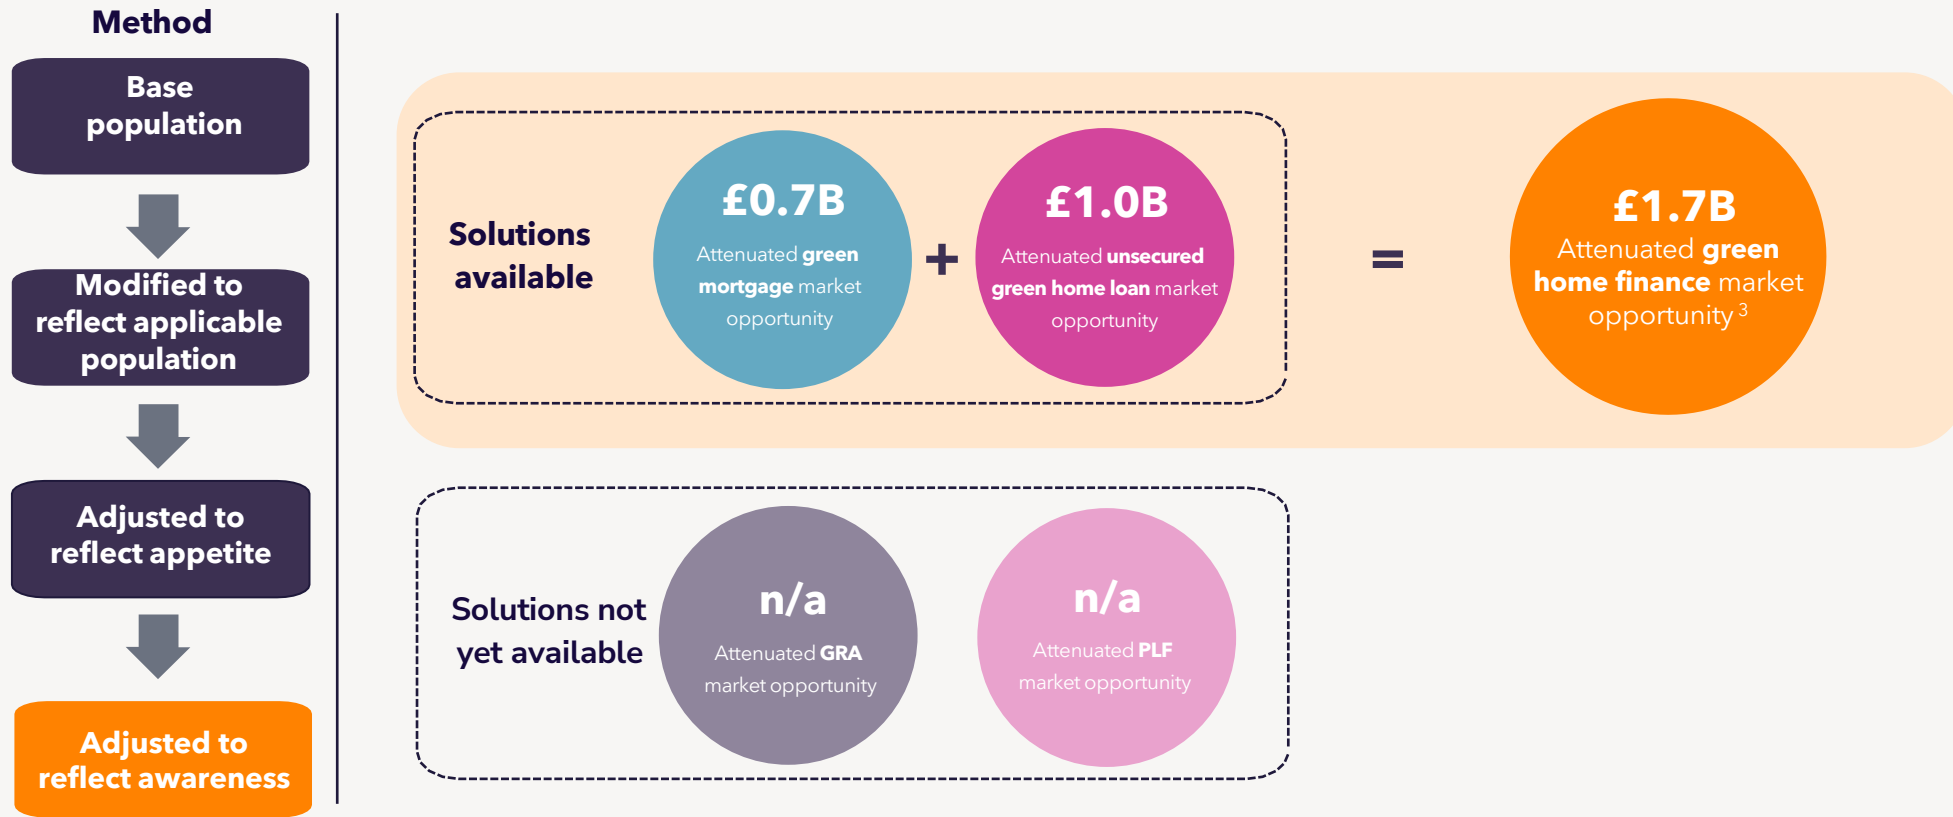 Method
Base
population
Modified to
reflect applicable
population
Adjusted to
reflect appetite
Adjusted to
reflect awareness
Solutions
available
£0.7B
Attenuated green
mortgage market
opportunity
+
£1.0B
Attenuated unsecured
green home loan market
opportunity
=
£1.7B
Attenuated green
home finance market
opportunity 3
Solutions not
yet available
n/a
Attenuated GRA
market opportunity
n/a
Attenuated PLF
market opportunity